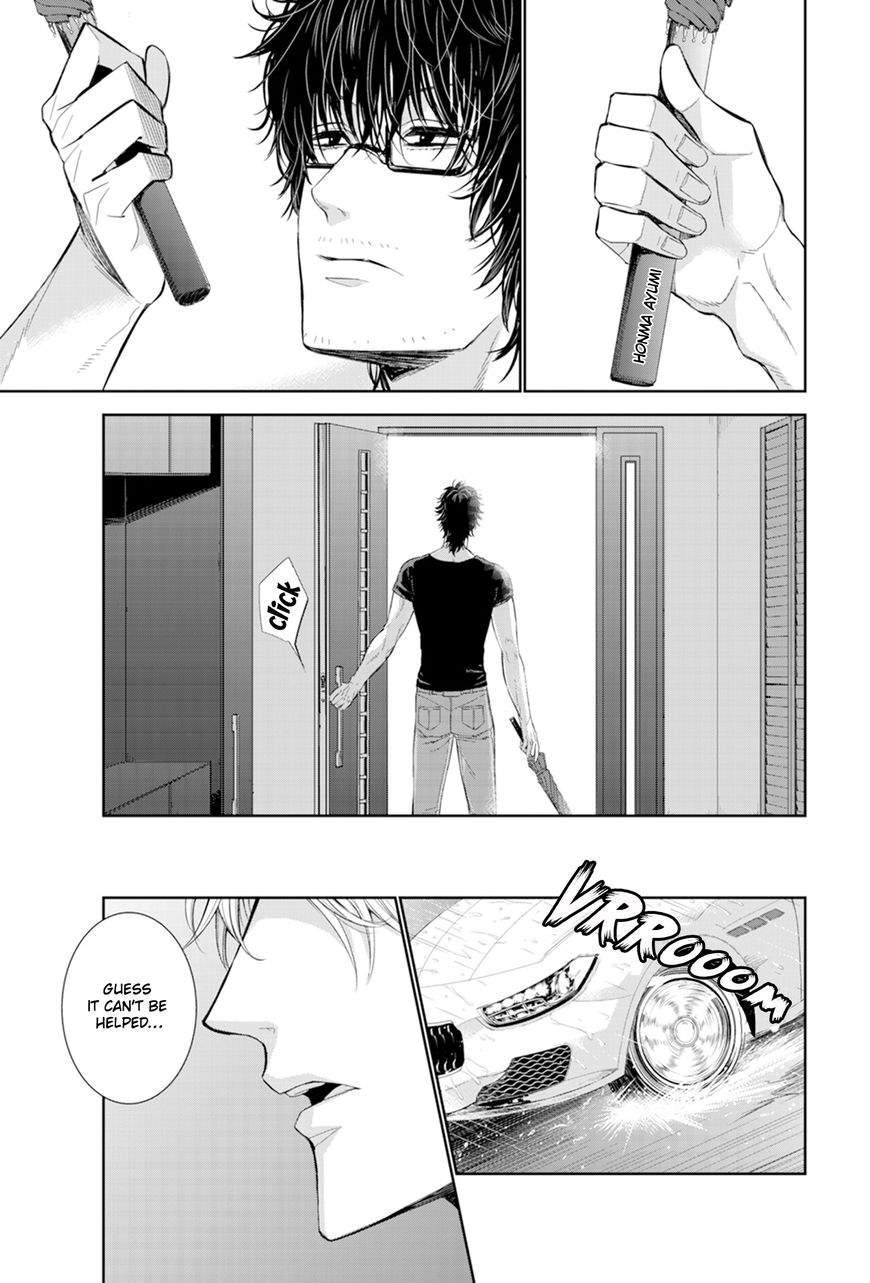 HONMA AYUMI
click
VRROOOM
GUESS
IT CAN'T BE
HELPED...